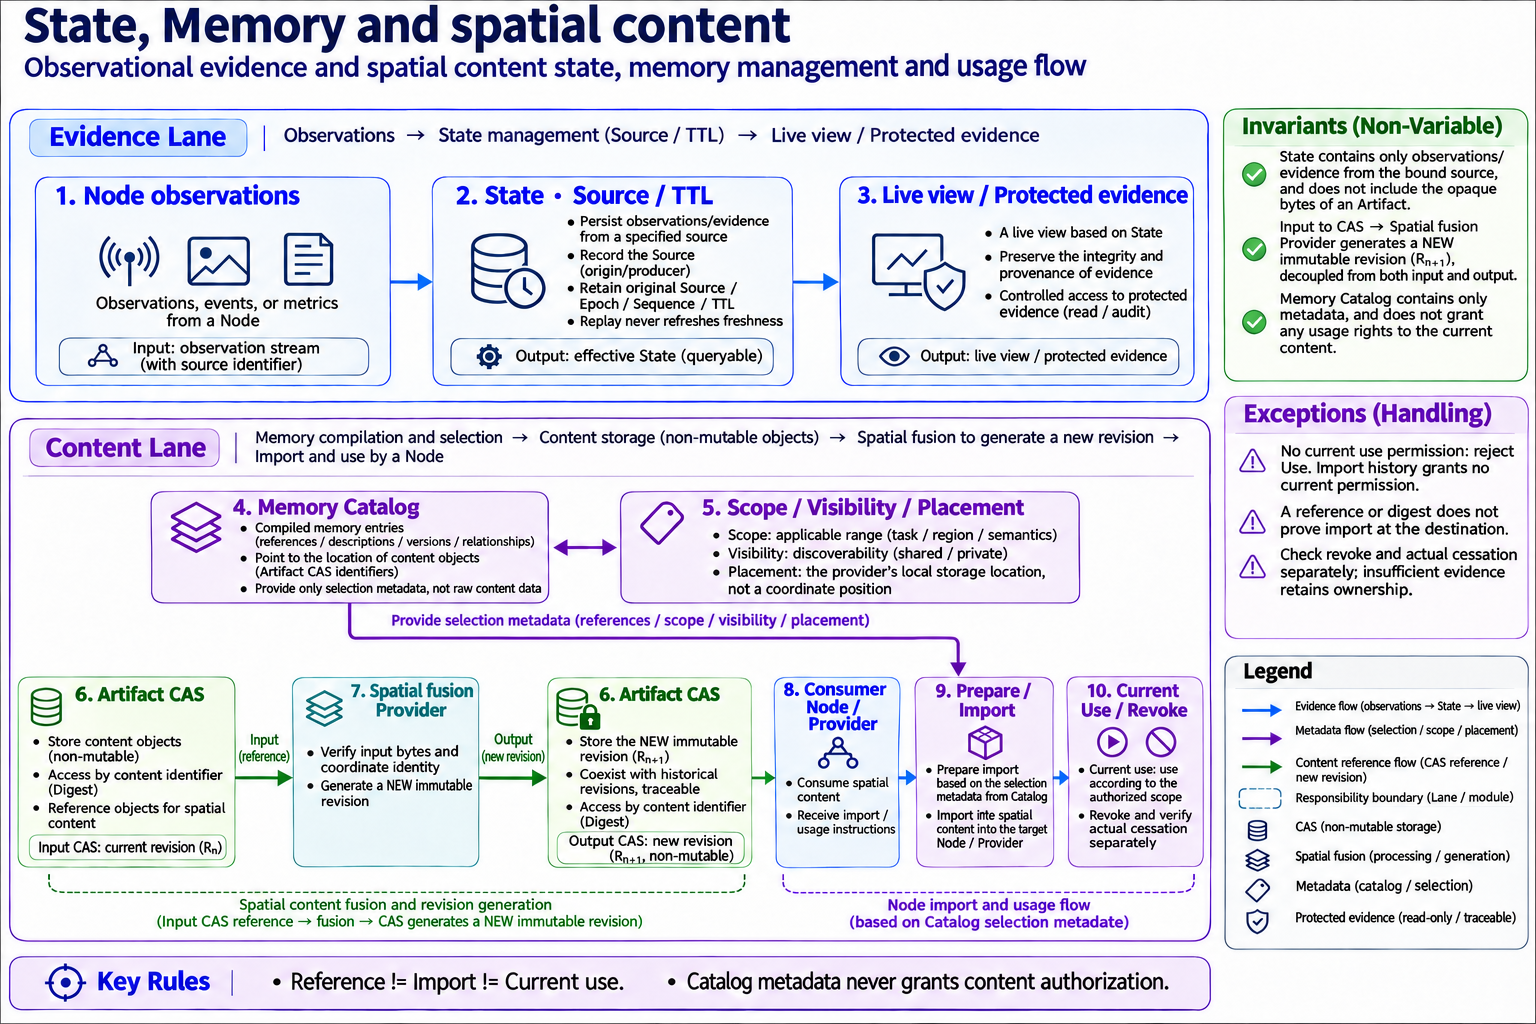 State, Memory and spatial content
Observational evidence and spatial content state, memory management and usage flow
Evidence Lane
Observations → State management (Source / TTL) → Live view / Protected evidence
1. Node observations
Observations, events, or metrics
from a Node
Input: observation stream
(with source identifier)
2. State • Source / TTL
• Persist observations/evidence
from a specified source
• Record the Source
(origin/producer)
• Retain original Source /
Epoch / Sequence / TTL
• Replay never refreshes freshness
Output: effective State (queryable)
3. Live view / Protected evidence
• A live view based on State
• Preserve the integrity and
provenance of evidence
• Controlled access to protected
evidence (read / audit)
Output: live view / protected evidence
Content Lane
Memory compilation and selection → Content storage (non-mutable objects) → Spatial fusion to generate a new revision →
Import and use by a Node
4. Memory Catalog
• Compiled memory entries
(references / descriptions / versions / relationships)
• Point to the location of content objects
(Artifact CAS identifiers)
• Provide only selection metadata, not raw content data
5. Scope / Visibility / Placement
• Scope: applicable range (task / region / semantics)
• Visibility: discoverability (shared / private)
• Placement: the provider's local storage location,
not a coordinate position
Provide selection metadata (references / scope / visibility / placement)
6. Artifact CAS
• Store content objects
(non-mutable)
• Access by content identifier
(Digest)
• Reference objects for spatial
content
Input CAS: current revision (Rn)
Input
(reference)
7. Spatial fusion
Provider
• Verify input bytes and
coordinate identity
• Generate a NEW immutable
revision
Output
(new revision)
6. Artifact CAS
• Store the NEW immutable
revision (Rn+1)
• Coexist with historical
revisions, traceable
• Access by content identifier
(Digest)
Output CAS: new revision
(Rn+1, non-mutable)
8. Consumer
Node /
Provider
• Consume spatial
content
• Receive import /
usage instructions
9. Prepare /
Import
• Prepare import
based on the selection
metadata from Catalog
• Import inte spatial
content into the target
Node / Provider
10. Current
Use / Revoke
• Current use: use
according to the
authorized scope
• Revoke and verify
actual cessation
separately
Spatial content fusion and revision generation
(Input CAS reference → fusion → CAS generates a NEW immutable revision)
Node import and usage flow
(based on Catalog selection metadate)
Key Rules
• Reference != Import != Current use.
• Catalog metadata never grants content authorization.
Invariants (Non-Variable)
State contains only observations/
evidence from the bound source,
and does not include the opaque
bytes of an Artifact.
Input to CAS → Spatial fusion
Provider generates a NEW
immutable revision (Rn+1),
decoupled from both input and output.
Memory Catalog contains only
metadata, and does not grant
any usage rights to the current
content.
Exceptions (Handling)
No current use permission: reject
Use. Import history grants no
current permission.
A reference or digest does not
prove import at the destination.
Check revoke and actual cessation
separately; insufficient evidence
retains ownership.
Legend
Evidence flow (observations → State → live view)
Metadata flow (selection / scope / placement)
Content reference flow (CAS reference /
new revision)
Responsibility boundary (Lane / module)
CAS (non-mutable storage)
Spatial fusion (processing / generation)
Metadata (catalog / selection)
Protected evidence (read-only / traceable)